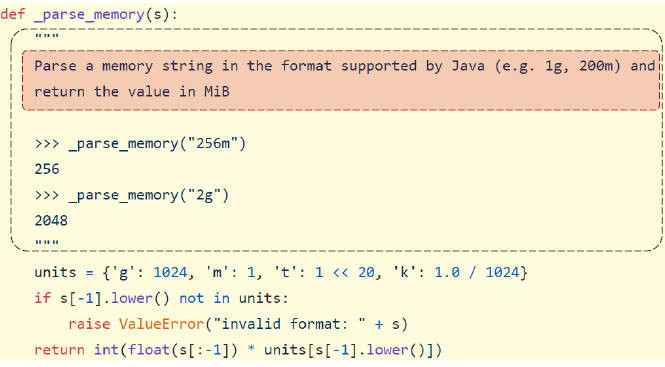 def _parse_memory(s):
    """
    Parse a memory string in the format supported by Java (e.g. 1g, 200m) and
    return the value in MiB
    >>> _parse_memory("256m")
    256
    >>> _parse_memory("2g")
    2048
    """
    units = {'g': 1024, 'm': 1, 't': 1 << 20, 'k': 1.0 / 1024}
    if s[-1].lower() not in units:
        raise ValueError("invalid format: " + s)
    return int(float(s[:-1]) * units[s[-1].lower()])